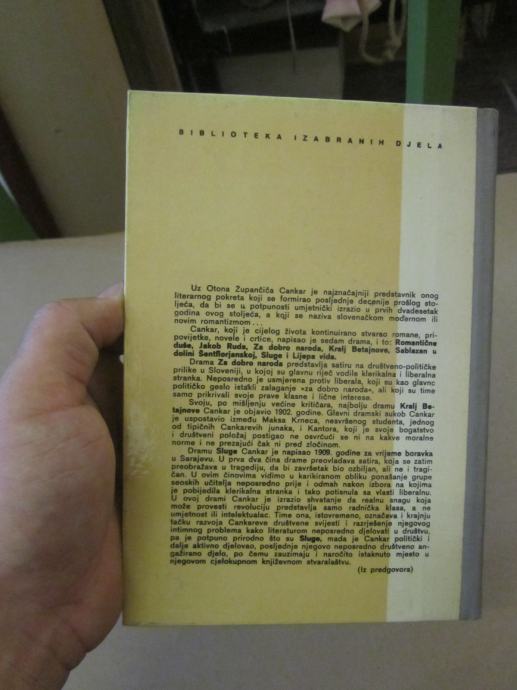 BIBLIOTEKA IZABRANIH DJELA
Uz Otona Župančiča Cankar je najznačajniji predstavnik onog
literarnog pokreta koji se formirao posljednje decenije prošlog sto-
ljeća, da bi se u potpunosti umjetnički izrazio u prvih dvadesetak
godina ovog stoljeća, a koji se naziva slovenačkom modernom ili
novim romantizmom...
Cankar, koji je cijelog života kontinuirano stvarao romane, pri-
povijetke, novele i crtice, napisao je sedam drama, i to: Romantične
duše, Jakob Ruda, Za dobro naroda, Kralj Betajnove, Sablazan u
dolini Šentflorjanskoj, Sluge i Lijepa vida.
Drama Za dobro naroda predstavlja satiru na društveno-političke
prilike u Sloveniji, u kojoj su glavnu riječ vodila klerikalna i liberalna
stranka. Neposredno je usmjerena protiv liberala, koji su kao glavno
političko geslo istakli zalaganje »za dobro naroda«, ali koji su time
samo prikrivali svoje prave klasne i lične interese.
Svoju, po mišljenju većine kritičara, najbolju dramu Kralj Be-
tajnove Cankar je objavio 1902. godine. Glavni dramski sukob Cankar
je uspostavio između Maksa Krneca, nesvršenog studenta, jednog
od tipičnih Cankarevih junaka, i Kantora, koji je svoje bogatstvo
i društveni položaj postigao ne osvrćući se ni na kakve moralne
norme i ne prezajući čak ni pred zločinom.
Dramu Sluge Cankar je napisao 1909. godine za vrijeme boravka
u Sarajevu. U prva dva čina drame preovladava satira, koja se zatim
preobražava u tragediju, da bi završetak bio ozbiljan, ali ne i tragi-
čan. U ovim činovima vidimo u karikiranom obliku ponašanje grupe
seoskih učitelja neposredno prije i odmah nakon izbora na kojima
je pobijedila klerikalna stranka i tako potisnula sa vlasti liberalnu.
U ovoj drami Cankar je izrazio shvatanje da realnu snagu koja
može provesti revoluciju predstavlja samo radnička klasa, a ne
umjetnost ili intelektualac. Time ona, istovremeno, označava i krajnju
tačku razvoja Cankareve društvene svijesti i razrješenje njegovog
intimnog problema kako literaturom neposredno djelovati u društvu,
pa je potpuno prirodno što su Sluge, mada je Cankar politički i
dalje aktivno djelovao, posljednje njegovo neposredno društveno an-
gažirano djelo, po čemu zauzimaju i naročito istaknuto mjesto u
njegovom cjelokupnom književnom stvaralaštvu.
(Iz predgovora)